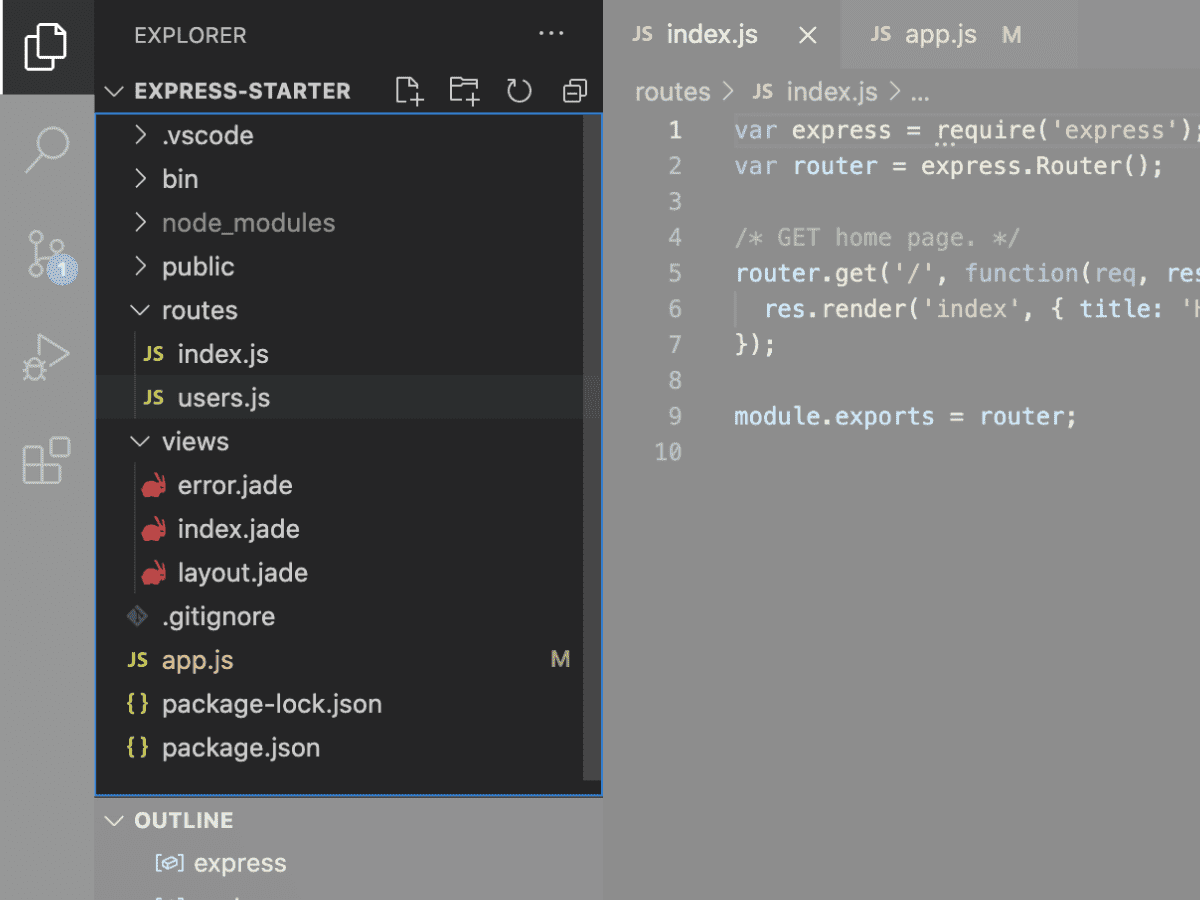 EXPLORER ...
EXPRESS-STARTER
.vscode
bin
node_modules
public
routes
JS index.js
JS users.js
views
error.jade
index.jade
layout.jade
.gitignore
JS app.js M
{} package-lock.json
{} package.json
OUTLINE
express
1
JS index.js JS app.js M
routes > JS index.js > ...
1 var express = require('express');
2 var router = express.Router();
3
4 /* GET home page. */
5 router.get('/', function(req, res
6 res.render('index', { title: '
7 });
8
9 module.exports = router;
10